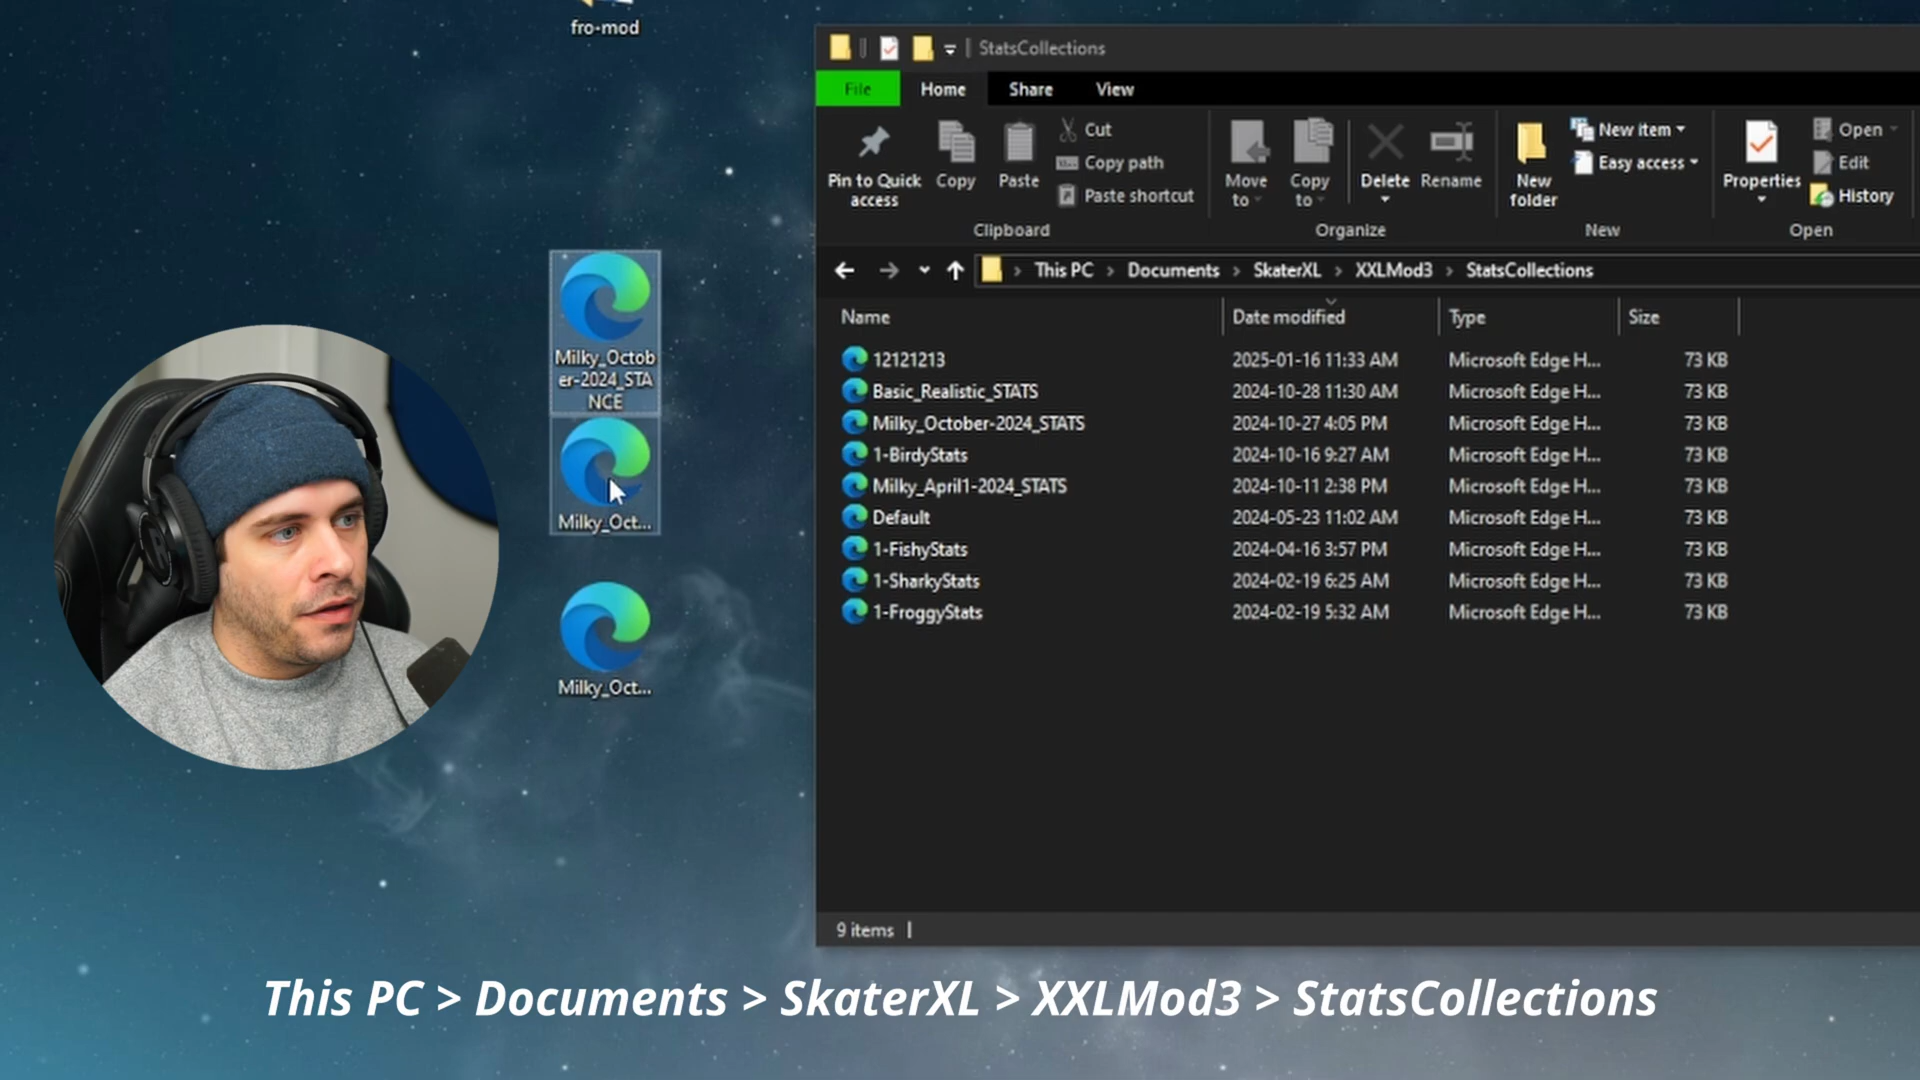 fro-mod
Milky_Octob
er-2024_STA
NCE
Milky_Oct...
Milky_Oct...
StatsCollections
File Home Share View
Pin to Quick
access
Copy
Paste
Cut
Copy path
Paste shortcut
Clipboard
Move
to
Copy
to
Delete
Rename
Organize
New
folder
New item
Easy access
New
Properties
Open
Edit
History
Open
This PC > Documents > SkaterXL > XXLMod3 > StatsCollections
Name Date modified Type Size
12121213 2025-01-16 11:33 AM Microsoft Edge H... 73 KB
Basic_Realistic_STATS 2024-10-28 11:30 AM Microsoft Edge H... 73 KB
Milky_October-2024_STATS 2024-10-27 4:05 PM Microsoft Edge H... 73 KB
1-BirdyStats 2024-10-16 9:27 AM Microsoft Edge H... 73 KB
Milky_April1-2024_STATS 2024-10-11 2:38 PM Microsoft Edge H... 73 KB
Default 2024-05-23 11:02 AM Microsoft Edge H... 73 KB
1-FishyStats 2024-04-16 3:57 PM Microsoft Edge H... 73 KB
1-SharkyStats 2024-02-19 6:25 AM Microsoft Edge H... 73 KB
1-FroggyStats 2024-02-19 5:32 AM Microsoft Edge H... 73 KB
9 items
This PC > Documents > SkaterXL > XXLMod3 > StatsCollections